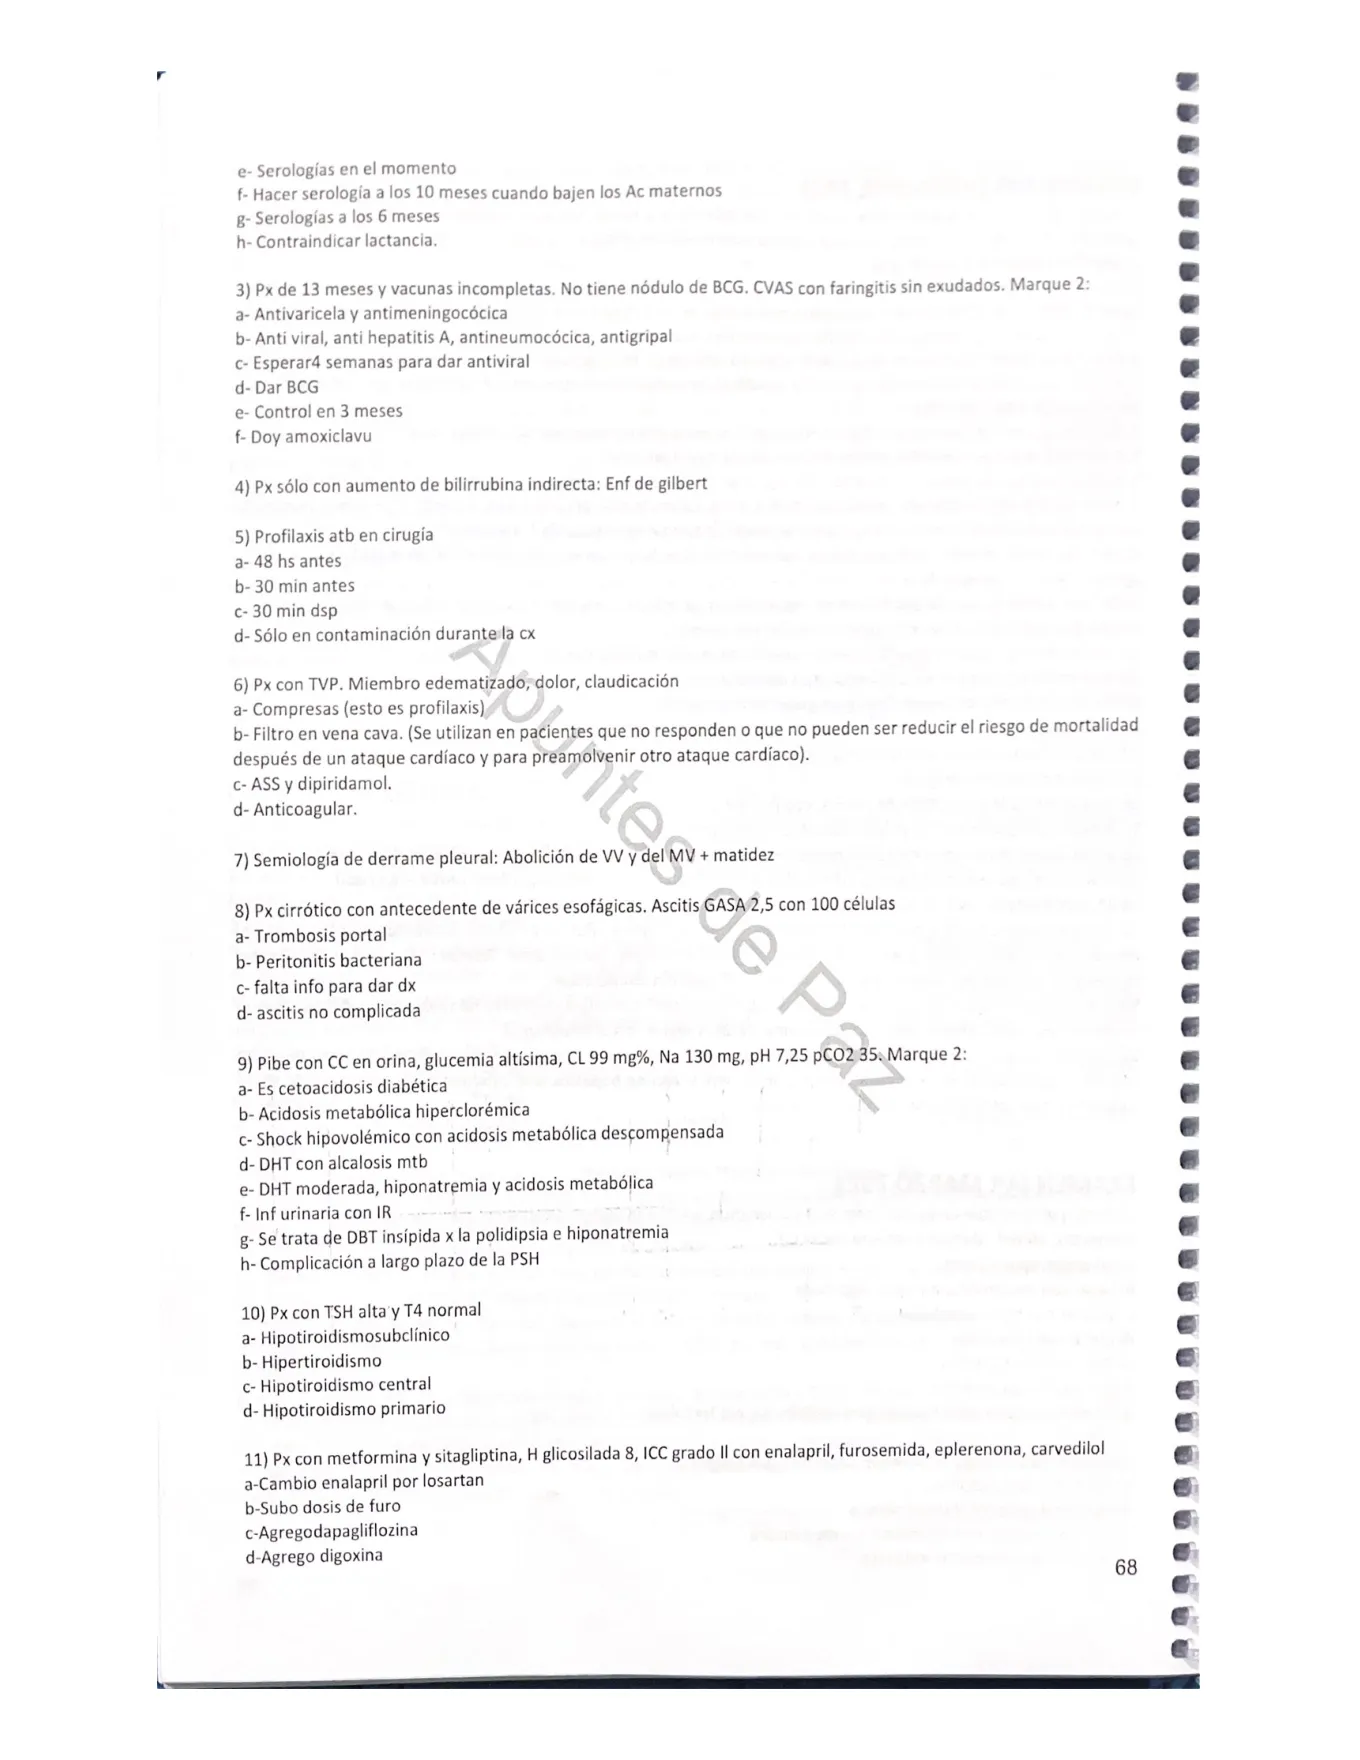 e- Serologías en el momento
f- Hacer serología a los 10 meses cuando bajen los Ac maternos
g- Serologías a los 6 meses
h- Contraindicar lactancia.
3) Px de 13 meses y vacunas incompletas. No tiene nódulo de BCG. CVAS con faringitis sin exudados. Marque 2:
a- Antivaricela y antimeningocócica
b- Anti viral, anti hepatitis A, antineumocócica, antigripal
c- Esperar4 semanas para dar antiviral
d- Dar BCG
e- Control en 3 meses
f- Doy amoxiclavu
4) Px sólo con aumento de bilirrubina indirecta: Enf de gilbert
5) Profilaxis atb en cirugía
a- 48 hs antes
b- 30 min antes
c- 30 min dsp
d- Sólo en contaminación durante la cx
6) Px con TVP. Miembro edematizado, dolor, claudicación
a- Compresas (esto es profilaxis)
b- Filtro en vena cava. (Se utilizan en pacientes que no responden o que no pueden ser reducir el riesgo de mortalidad
después de un ataque cardíaco y para preamolvenir otro ataque cardíaco).
c- ASS y dipiridamol.
d- Anticoagular.
7) Semiología de derrame pleural: Abolición de VV y del MV + matidez
8) Px cirrótico con antecedente de várices esofágicas. Ascitis GASA 2,5 con 100 células
a- Trombosis portal
b- Peritonitis bacteriana
c- falta info para dar dx
d- ascitis no complicada
9) Pibe con CC en orina, glucemia altísima, CL 99 mg%, Na 130 mg, pH 7,25 pCO2 35. Marque 2:
a- Es cetoacidosis diabética
b- Acidosis metabólica hiperclorémica
c- Shock hipovolémico con acidosis metabólica descompensada
d- DHT con alcalosis mtb
e- DHT moderada, hiponatremia y acidosis metabólica
f- Inf urinaria con IR
g- Se trata de DBT insípida x la polidipsia e hiponatremia
h- Complicación a largo plazo de la PSH
10) Px con TSH alta y T4 normal
a- Hipotiroidismosubclínico
b- Hipertiroidismo
c- Hipotiroidismo central
d- Hipotiroidismo primario
11) Px con metformina y sitagliptina, H glicosilada 8, ICC grado II con enalapril, furosemida, eplerenona, carvedilol
a-Cambio enalapril por losartan
b-Subo dosis de furo
c-Agregodapagliflozina
d-Agrego digoxina
68
Apuntes de Paz